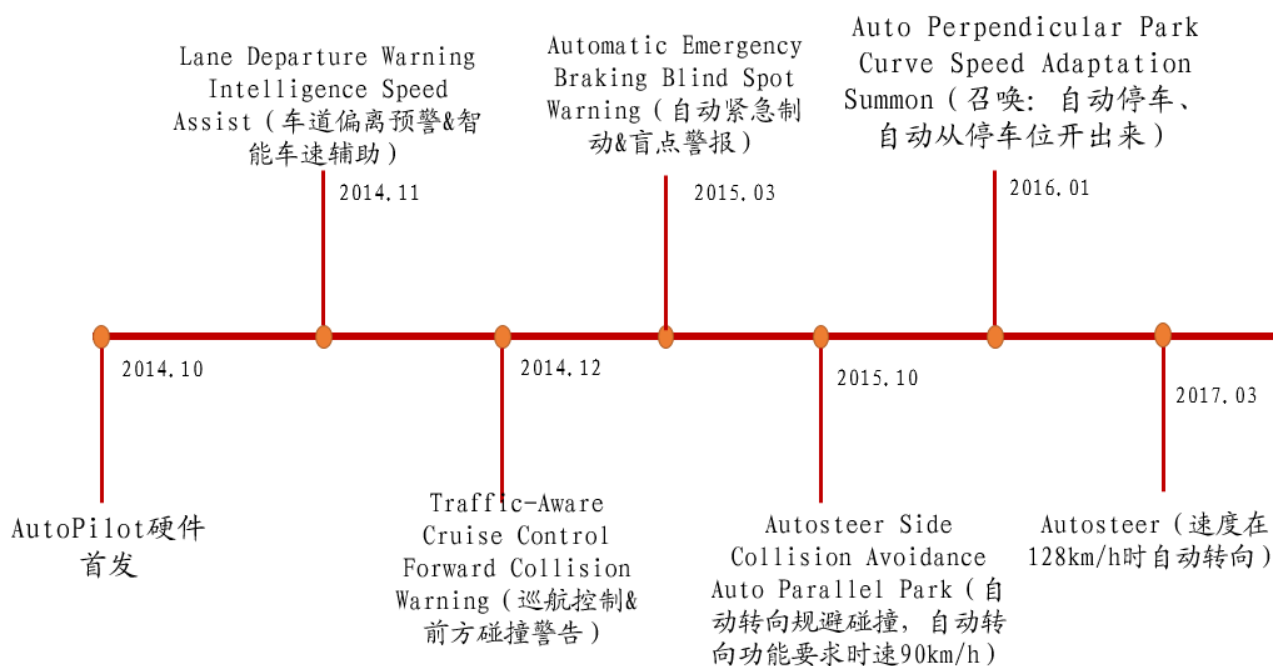 Lane Departure Warning
Intelligence Speed
Assist（车道偏离预警&智
能车速辅助）
2014.11
Automatic Emergency
Braking Blind Spot
Warning（自动紧急制
动&盲点警报）
2015.03
Auto Perpendicular Park
Curve Speed Adaptation
Summon（召唤：自动停车、
自动从停车位开出来）
2016.01
2014.10
AutoPilot硬件
首发
2014.12
Traffic-Aware
Cruise Control
Forward Collision
Warning（巡航控制&
前方碰撞警告）
2015.10
Autosteer Side
Collision Avoidance
Auto Parallel Park（自
动转向规避碰撞，自动转
向功能要求时速90km/h）
2017.03
Autosteer（速度在
128km/h时自动转向）